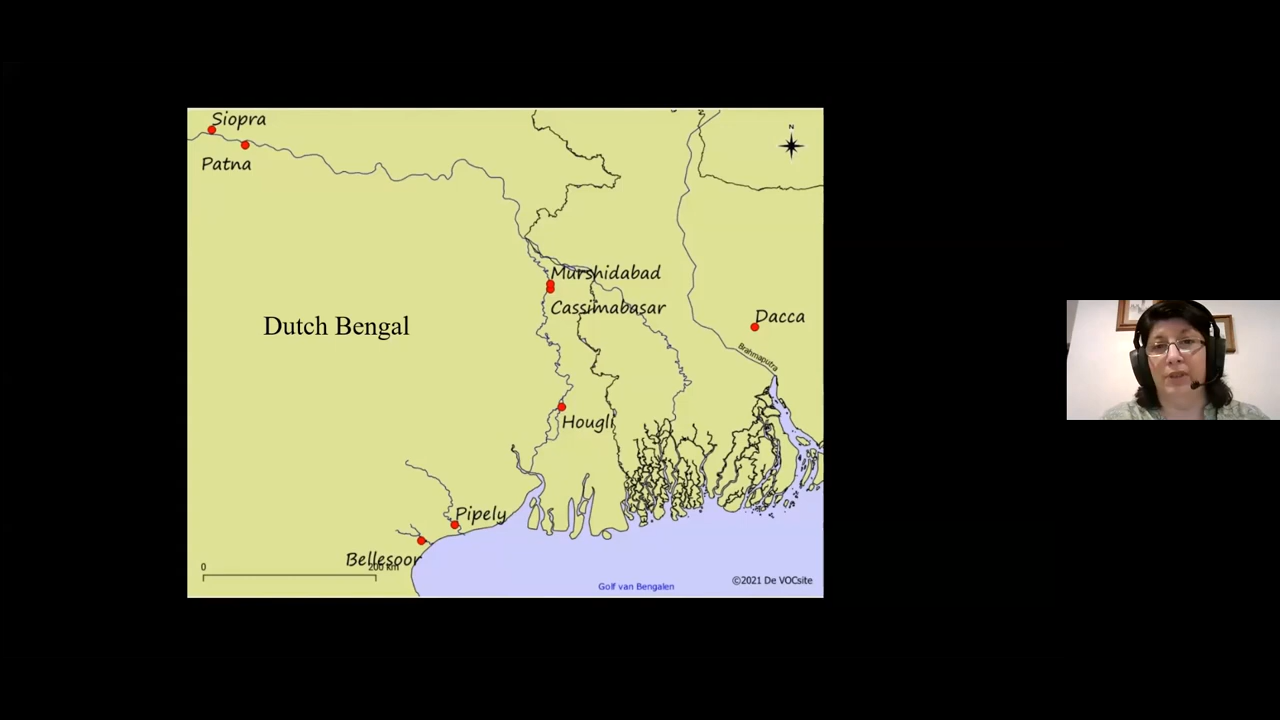 Siopra
Patna
N
Murshidabad
Cassimabasar
Dutch Bengal
Dacca
Brahmaputra
Hougli
Pipely
Bellesoor
0
200 km
Golf van Bengalen
©2021 De VOCsite